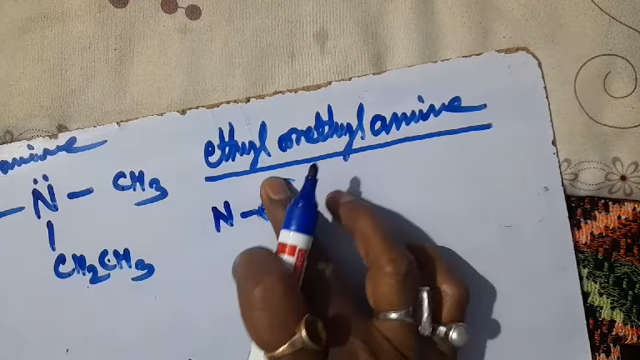 amine
N̈ - CH3
CH2CH3
ethyl methylamine
N -